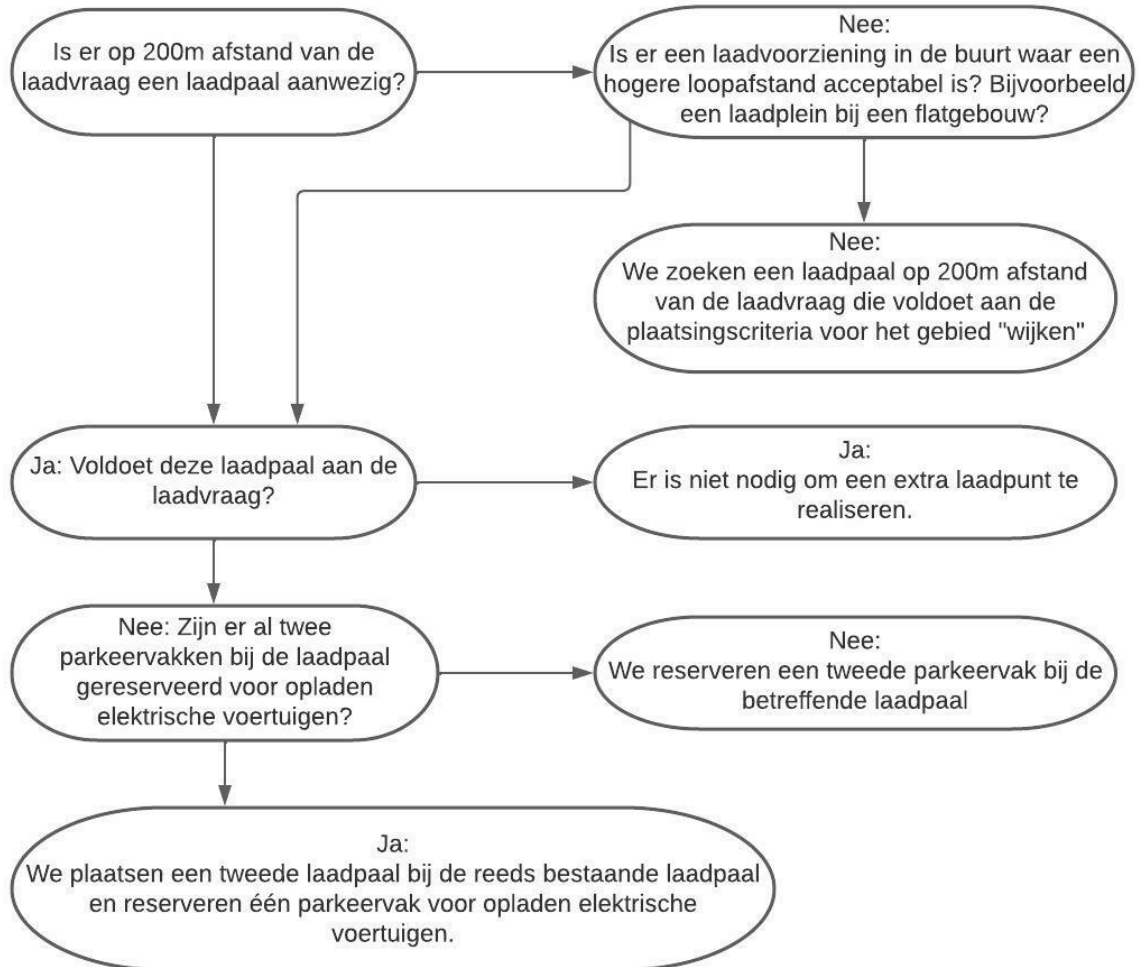 Is er op 200m afstand van de
laadvraag een laadpaal aanwezig?
Nee:
Is er een laadvoorziening in de buurt waar een
hogere loopafstand acceptabel is? Bijvoorbeeld
een laadplein bij een flatgebouw?
Nee:
We zoeken een laadpaal op 200m afstand
van de laadvraag die voldoet aan de
plaatsingscriteria voor het gebied "wijken"
Ja: Voldoet deze laadpaal aan de
laadvraag?
Ja:
Er is niet nodig om een extra laadpunt te
realiseren.
Nee: Zijn er al twee
parkeervakken bij de laadpaal
gereserveerd voor opladen
elektrische voertuigen?
Nee:
We reserveren een tweede parkeervak bij de
betreffende laadpaal
Ja:
We plaatsen een tweede laadpaal bij de reeds bestaande laadpaal
en reserveren één parkeervak voor opladen elektrische
voertuigen.